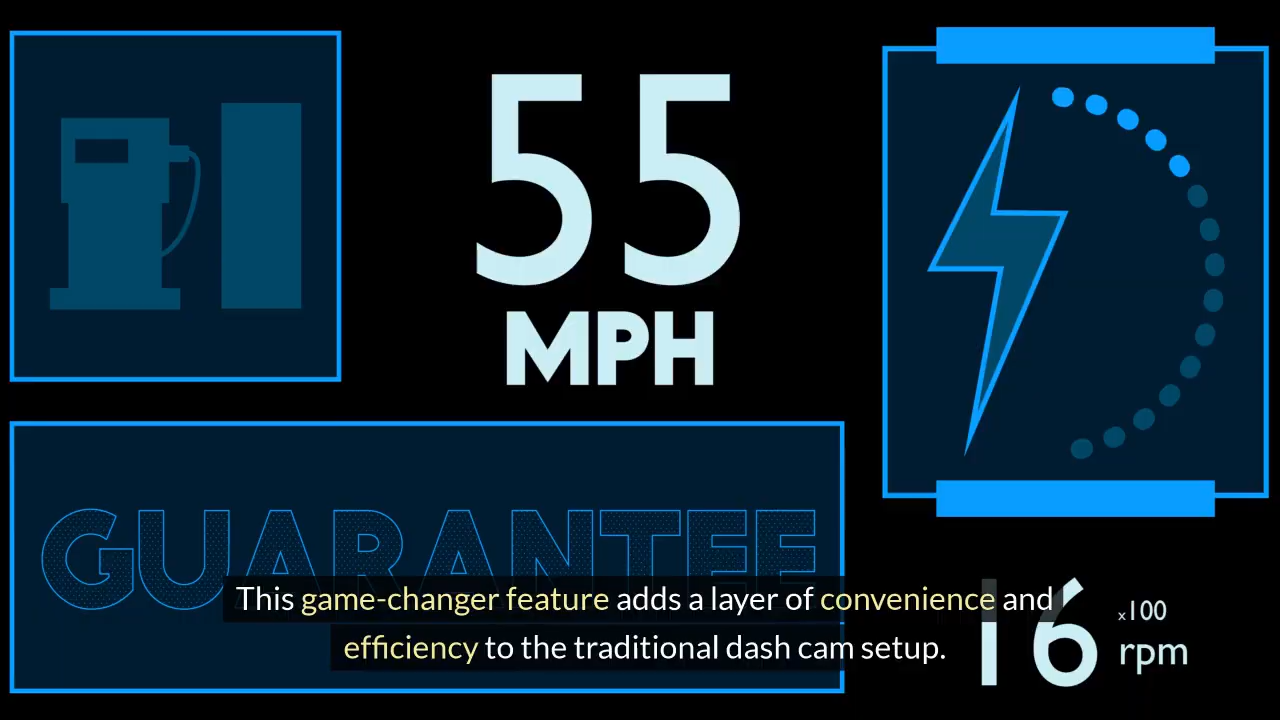 55
MPH
GUARANTEE
This game-changer feature adds a layer of convenience and
efficiency to the traditional dash cam setup.
16 x100
rpm